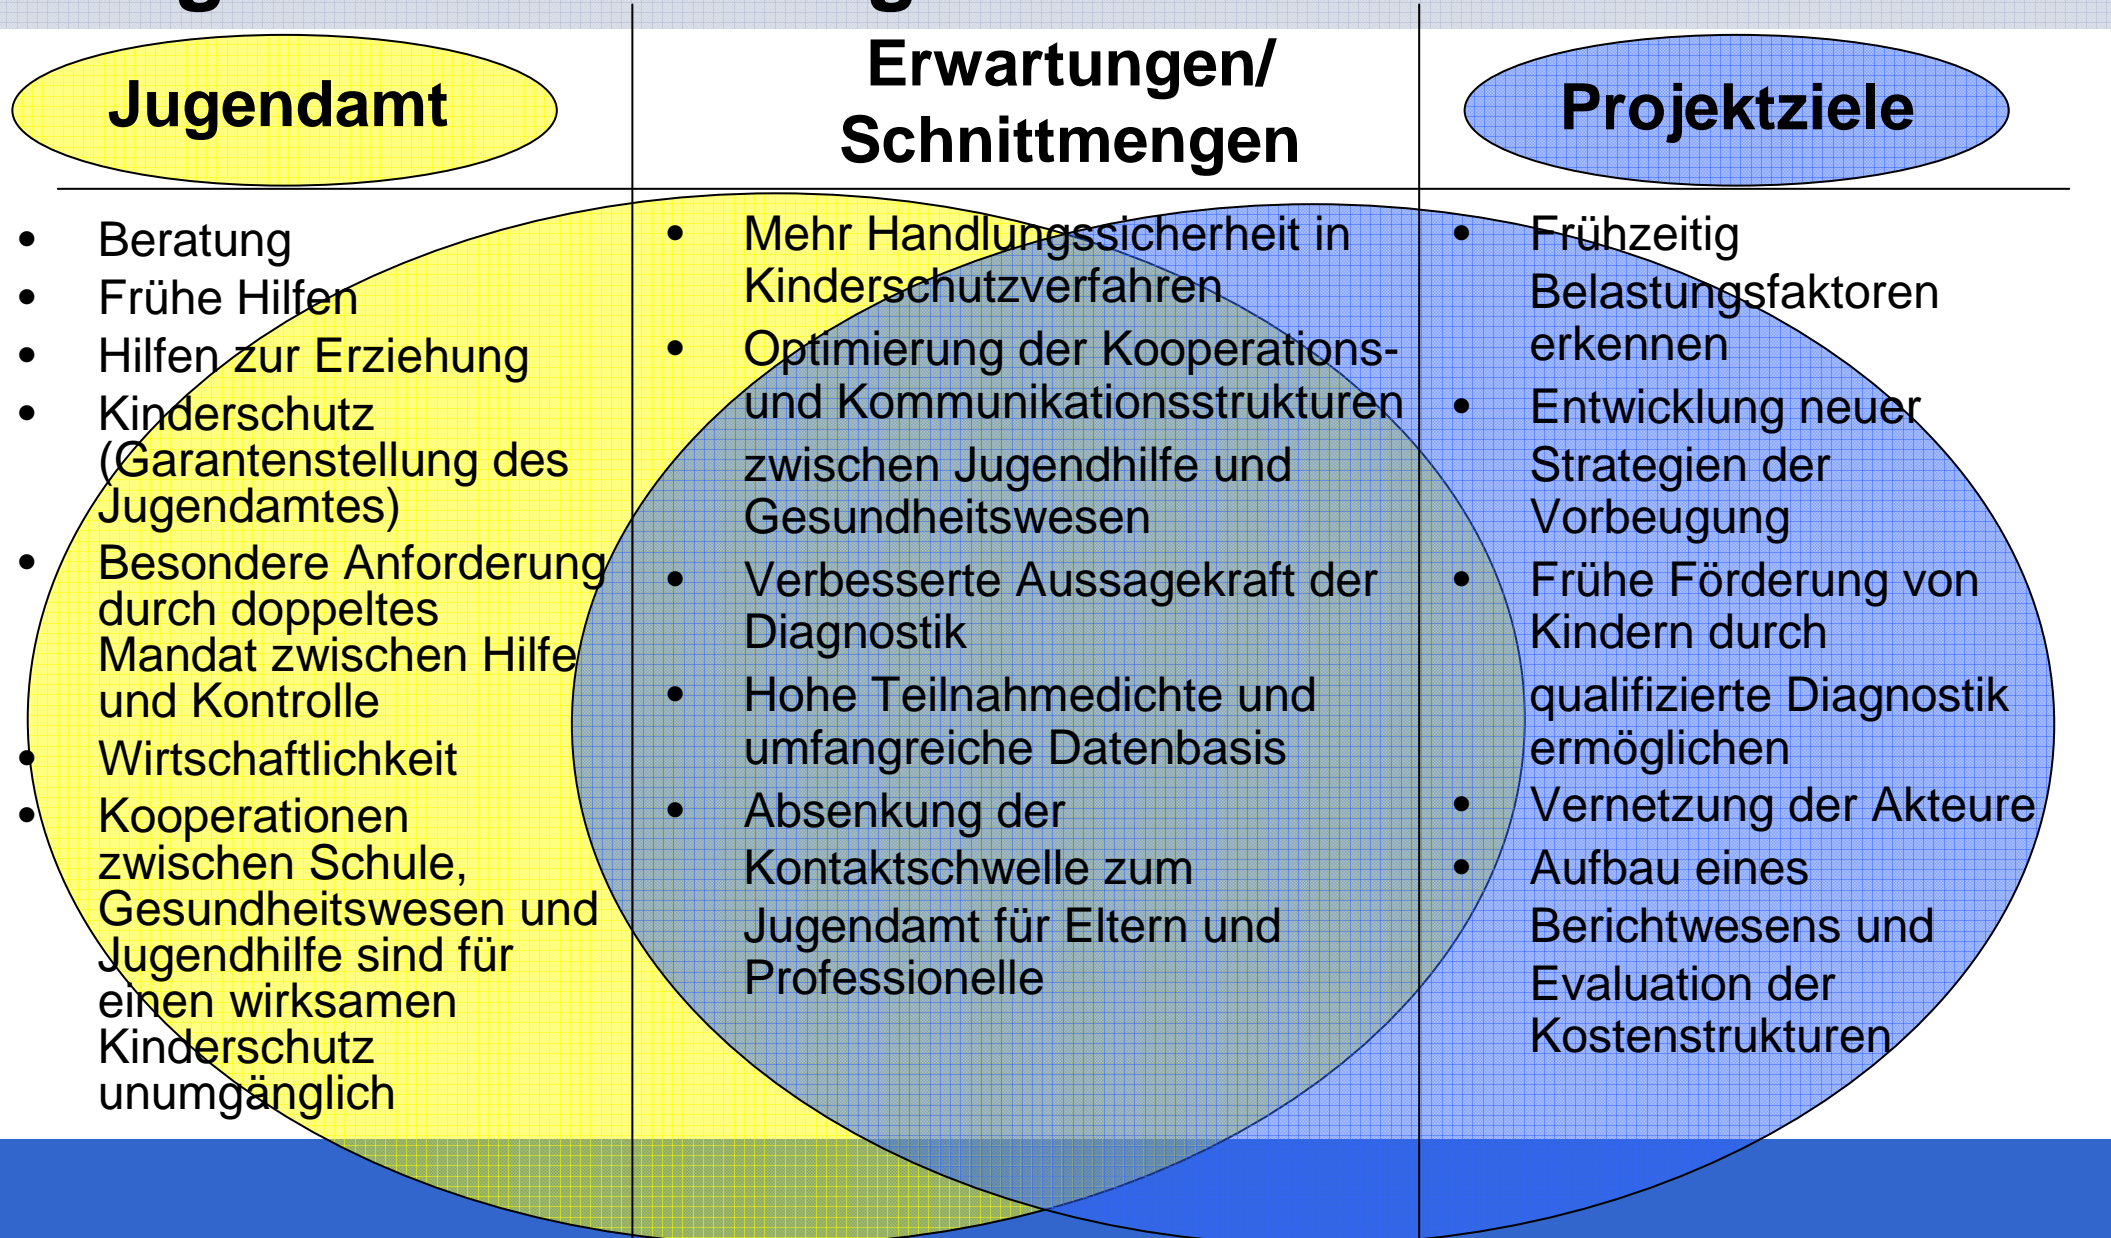 Jugendamt
Erwartungen/
Schnittmengen
Projektziele
• Beratung
• Frühe Hilfen
• Hilfen zur Erziehung
• Kinderschutz
(Garantenstellung des
Jugendamtes)
• Besondere Anforderung
durch doppeltes
Mandat zwischen Hilfe
und Kontrolle
• Wirtschaftlichkeit
• Kooperationen
zwischen Schule,
Gesundheitswesen und
Jugendhilfe sind für
einen wirksamen
Kinderschutz
unumgänglich
• Mehr Handlungssicherheit in
Kinderschutzverfahren
• Optimierung der Kooperations-
und Kommunikationsstrukturen
zwischen Jugendhilfe und
Gesundheitswesen
• Verbesserte Aussagekraft der
Diagnostik
• Hohe Teilnahmedichte und
umfangreiche Datenbasis
• Absenkung der
Kontaktschwelle zum
Jugendamt für Eltern und
Professionelle
• Frühzeitig
Belastungsfaktoren
erkennen
• Entwicklung neuer
Strategien der
Vorbeugung
• Frühe Förderung von
Kindern durch
qualifizierte Diagnostik
ermöglichen
• Vernetzung der Akteure
• Aufbau eines
Berichtwesens und
Evaluation der
Kostenstrukturen